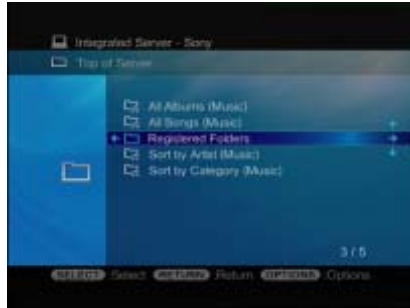 Integrated Server - Sony
Top of Server
All Albums (Music)
All Songs (Music)
Registered Folders
Sort by Artist (Music)
Sort by Category (Music)
3 / 5
SELECT Select RETURN Return OPTIONS Options